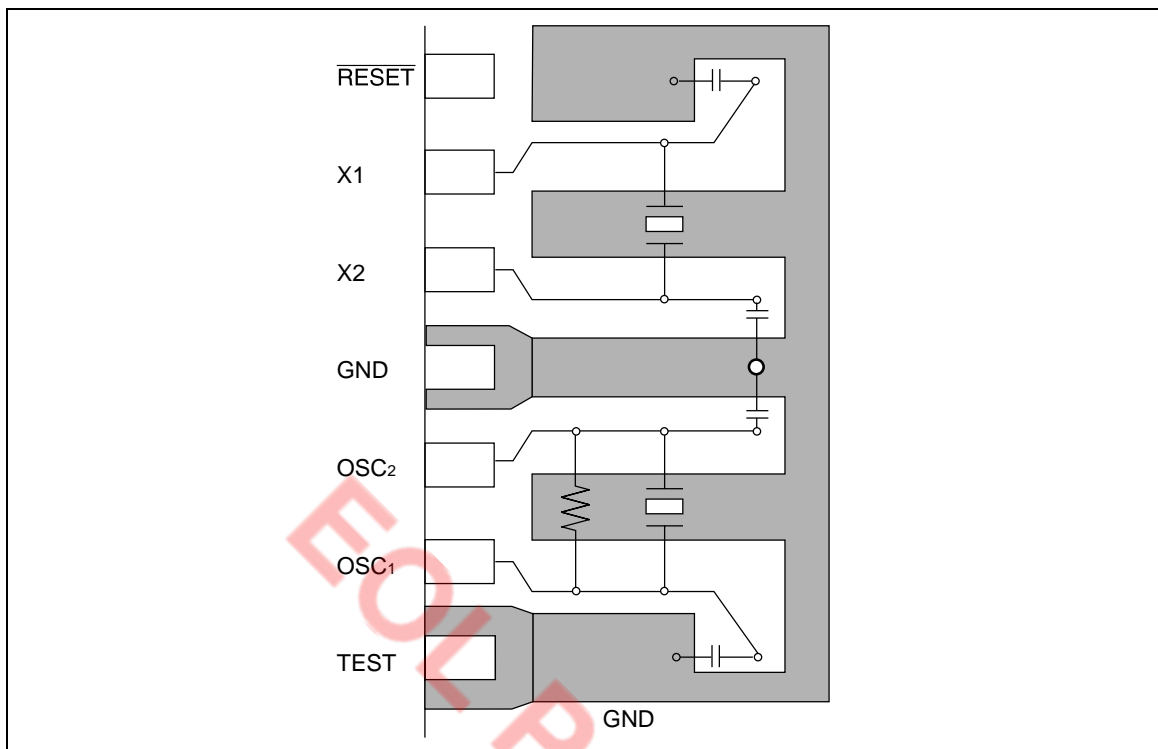 RESET
X1
X2
GND
OSC2
OSC1
TEST
GND
EOL P